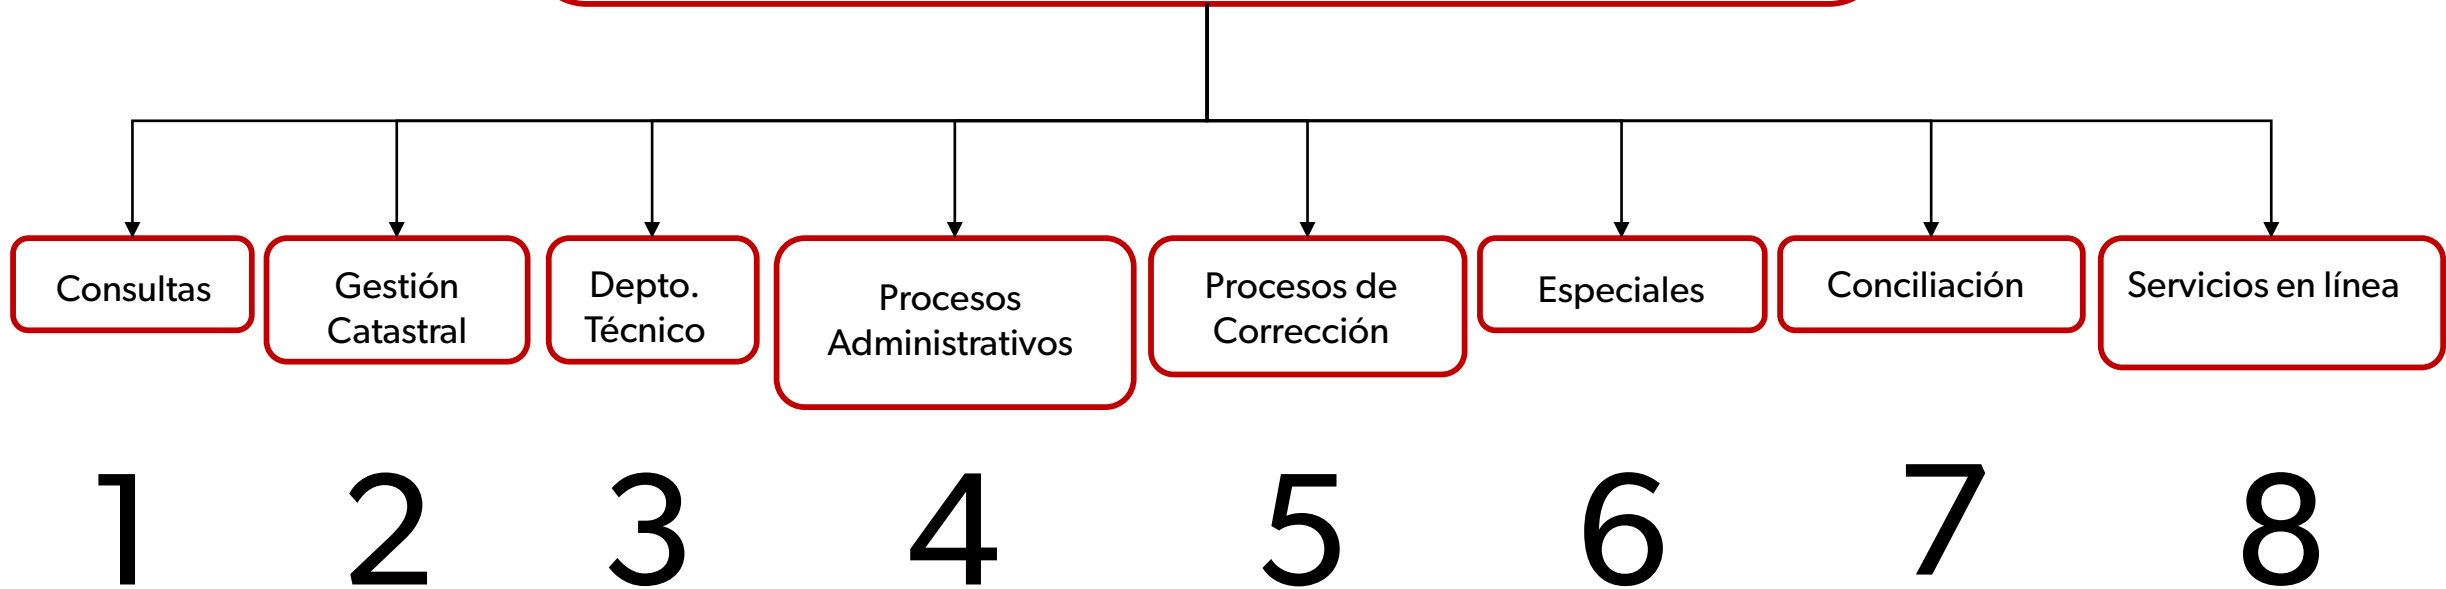 Consultas
Gestión
Catastral
Depto.
Técnico
Procesos
Administrativos
Procesos de
Corrección
Especiales
Conciliación
Servicios en línea
1
2
3
4
5
6
7
8